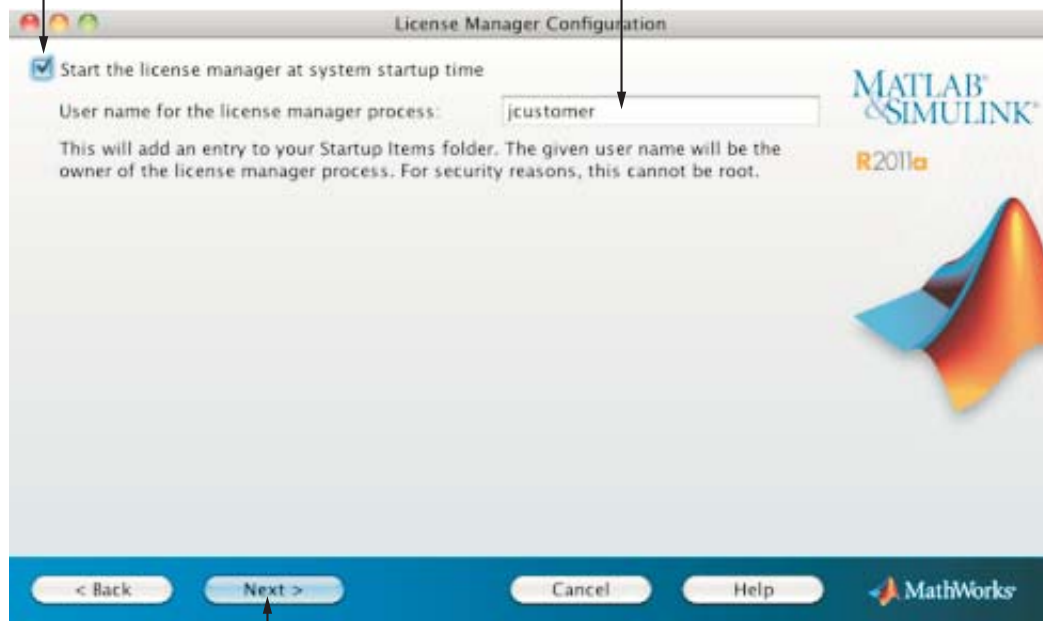 License Manager Configuration
Start the license manager at system startup time
User name for the license manager process:
jcustomer
This will add an entry to your Startup Items folder. The given user name will be the
owner of the license manager process. For security reasons, this cannot be root.
MATLAB®
&SIMULINK®
R2011a
< Back
Next >
Cancel
Help
MathWorks®